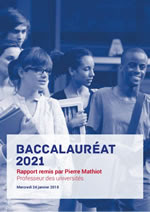 BACCALAURÉAT
2021
Rapport remis par Pierre Mathiot
Professeur des universités
Mercredi 24 janvier 2018